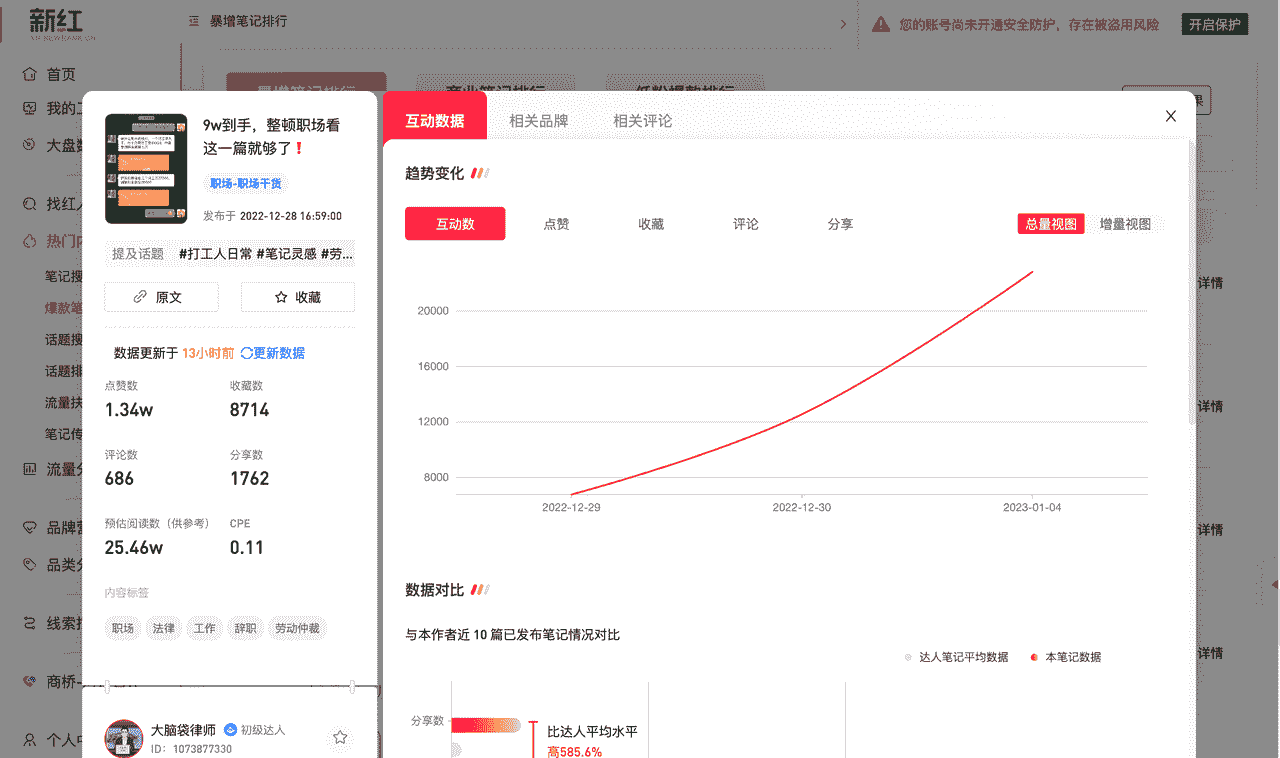 新红
暴增笔记排行
您的账号尚未开通安全防护，存在被盗用风险
开启保护
首页
我的
大盘
找红
热门
笔记搜
爆款笔
话题搜
话题排
流量扶
笔记传
流量分
品牌营
品类分
线索
商桥
个人
9w到手，整顿职场看
这一篇就够了❗
职场-职场干货
发布于 2022-12-28 16:59:00
提及话题 #打工人日常 #笔记灵感 #劳...
原文
收藏
数据更新于 13小时前 更新数据
点赞数 收藏数
1.34w 8714
评论数 分享数
686 1762
预估阅读数（供参考） CPE
25.46w 0.11
内容标签
职场 法律 工作 辞职 劳动仲裁
大脑袋律师 初级达人
ID：1073877330
互动数据 相关品牌 相关评论
趋势变化
互动数 点赞 收藏 评论 分享 总量视图 增量视图
20000
16000
12000
8000
2022-12-29 2022-12-30 2023-01-04
数据对比
与本作者近 10 篇已发布笔记情况对比
达人笔记平均数据 本笔记数据
分享数
比达人平均水平
高585.6%
详情
详情
详情
详情